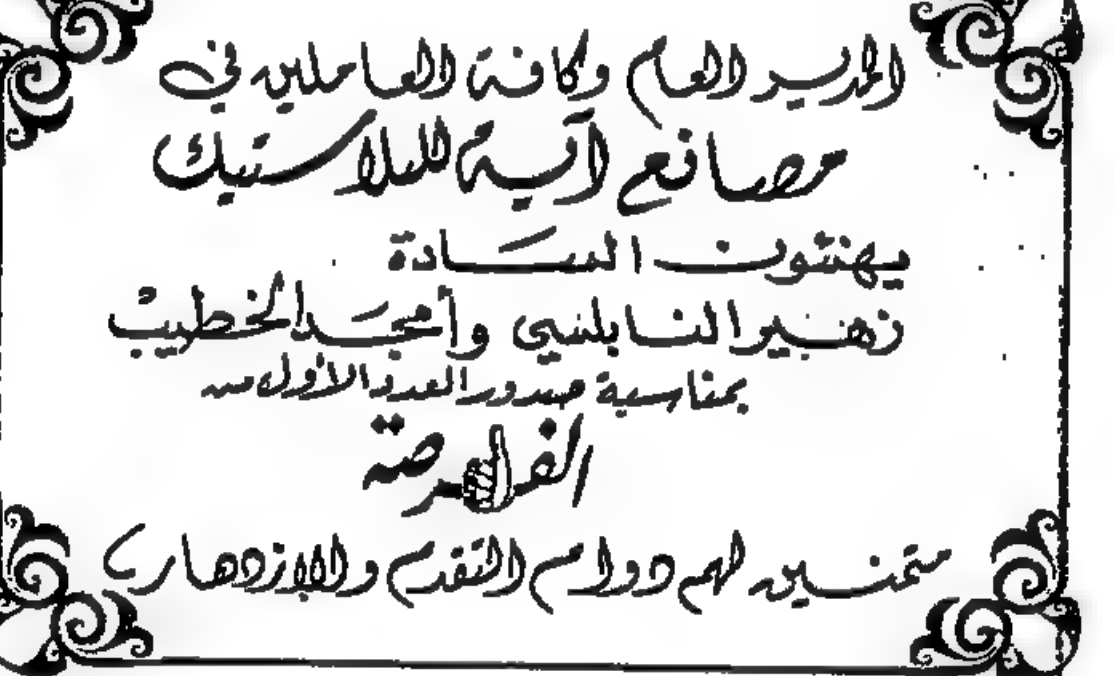 المدير العام وكافة العاملين في
مصانع آسية للبلاستيك
يهنئون السادة
زهير النابلسي وأمجد الخطيب
بمناسبة صدور العدد الأول من
الفرصة
متمنين لهم دوام التقدم والازدهار